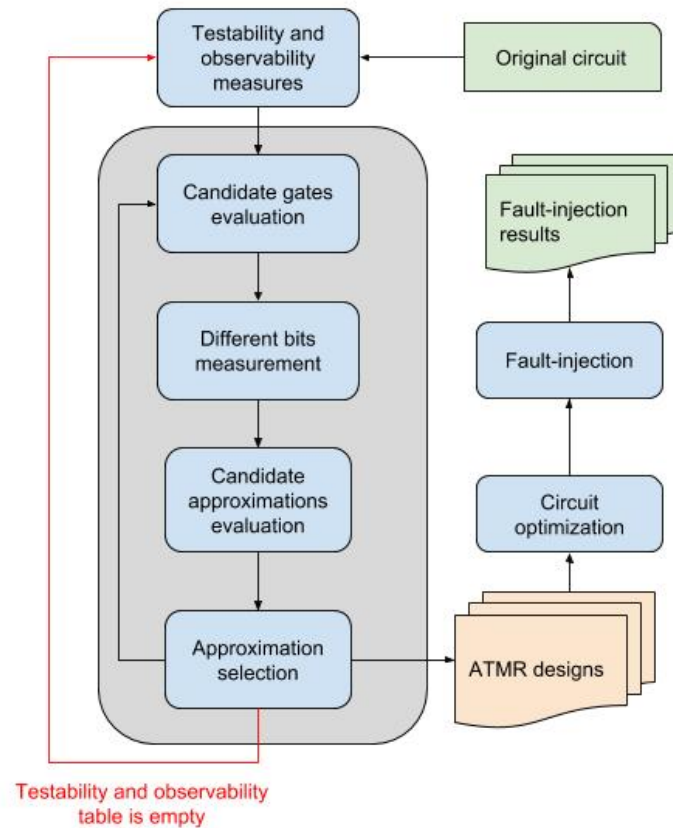 Testability and
observability
measures
Original circuit
Candidate gates
evaluation
Fault-injection
results
Different bits
measurement
Fault-injection
Candidate
approximations
evaluation
Circuit
optimization
Approximation
selection
ATMR designs
Testability and observability
table is empty